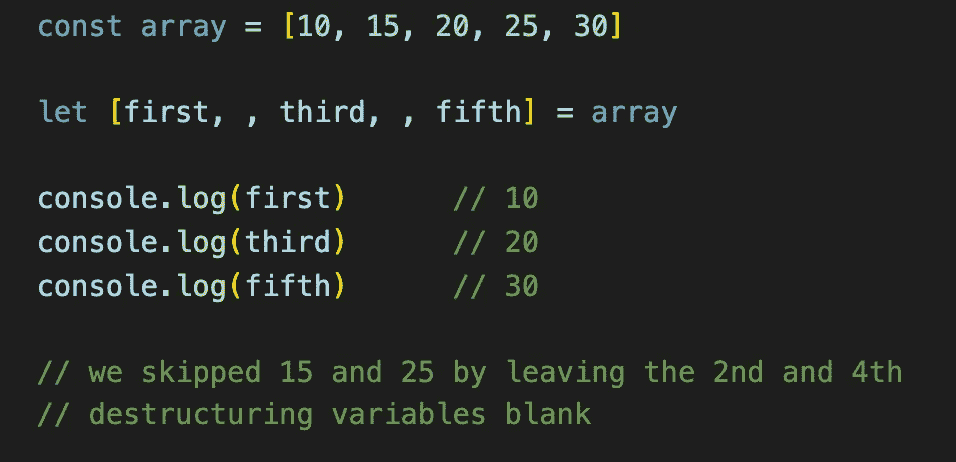 const array = [10, 15, 20, 25, 30]
let [first, , third, , fifth] = array
console.log(first)      // 10
console.log(third)      // 20
console.log(fifth)      // 30
// we skipped 15 and 25 by leaving the 2nd and 4th
// destructuring variables blank